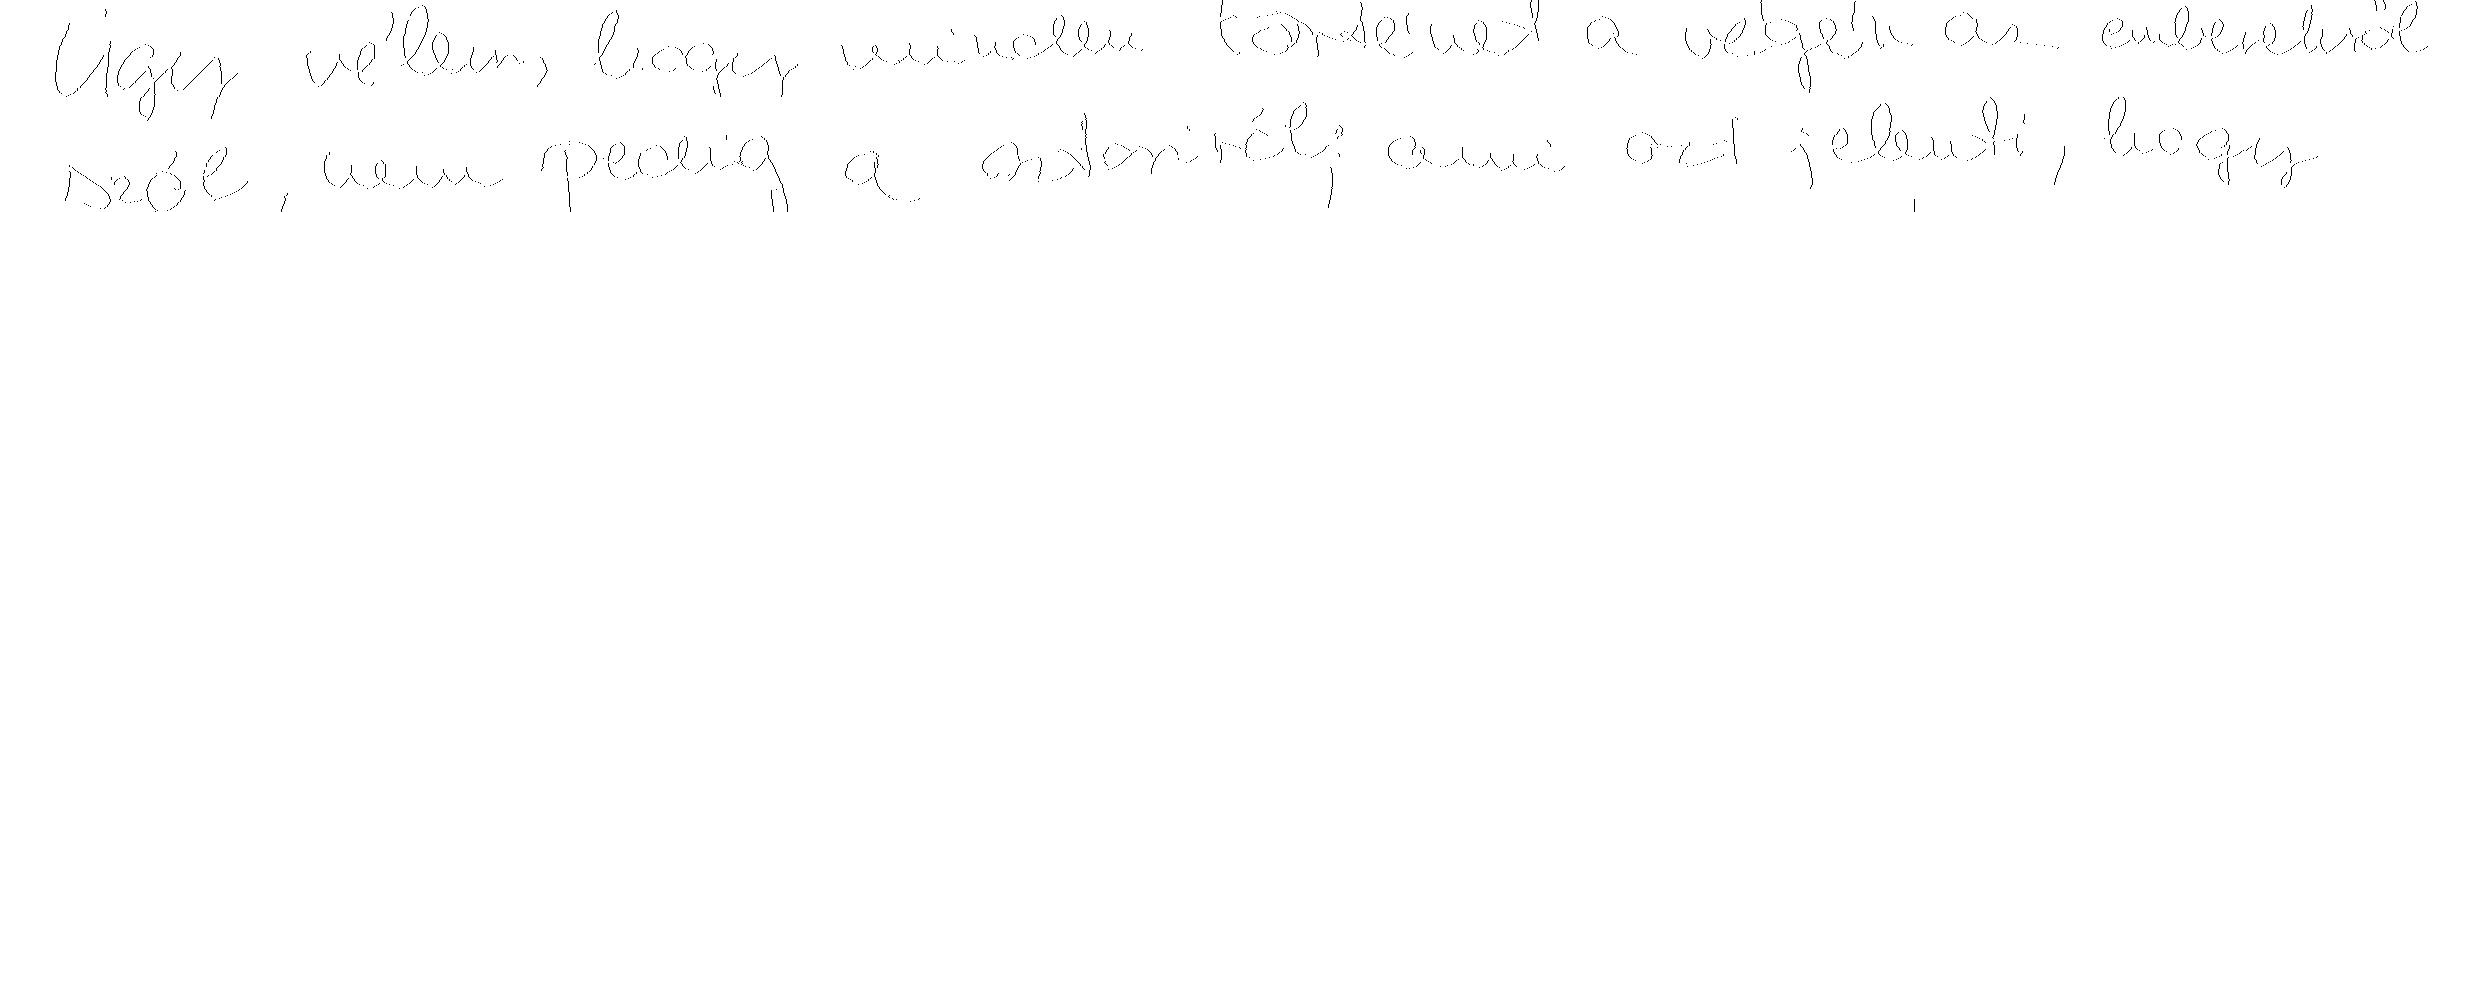 Úgy vélem, hogy minden történet a végén az emberekről
szól, nem pedig a sztoriról, ami azt jelenti, hogy